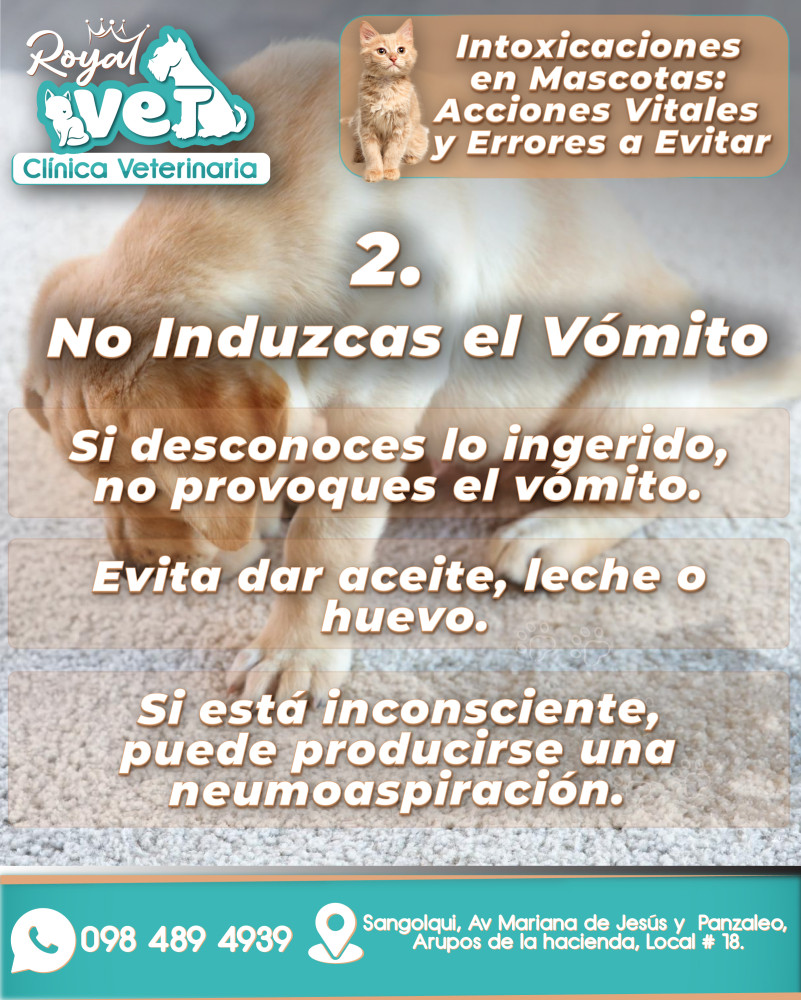 Royal
vet
Clínica Veterinaria
Intoxicaciones
en Mascotas:
Acciones Vitales
y Errores a Evitar
2.
No Induzcas el Vómito
Si desconoces lo ingerido,
no provoques el vómito.
Evita dar aceite, leche o
huevo.
Si está inconsciente,
puede producirse una
neumoaspiración.
098 489 4939
Sangolqui, Av Mariana de Jesús y Panzaleo,
Arupos de la hacienda, Local # 18.